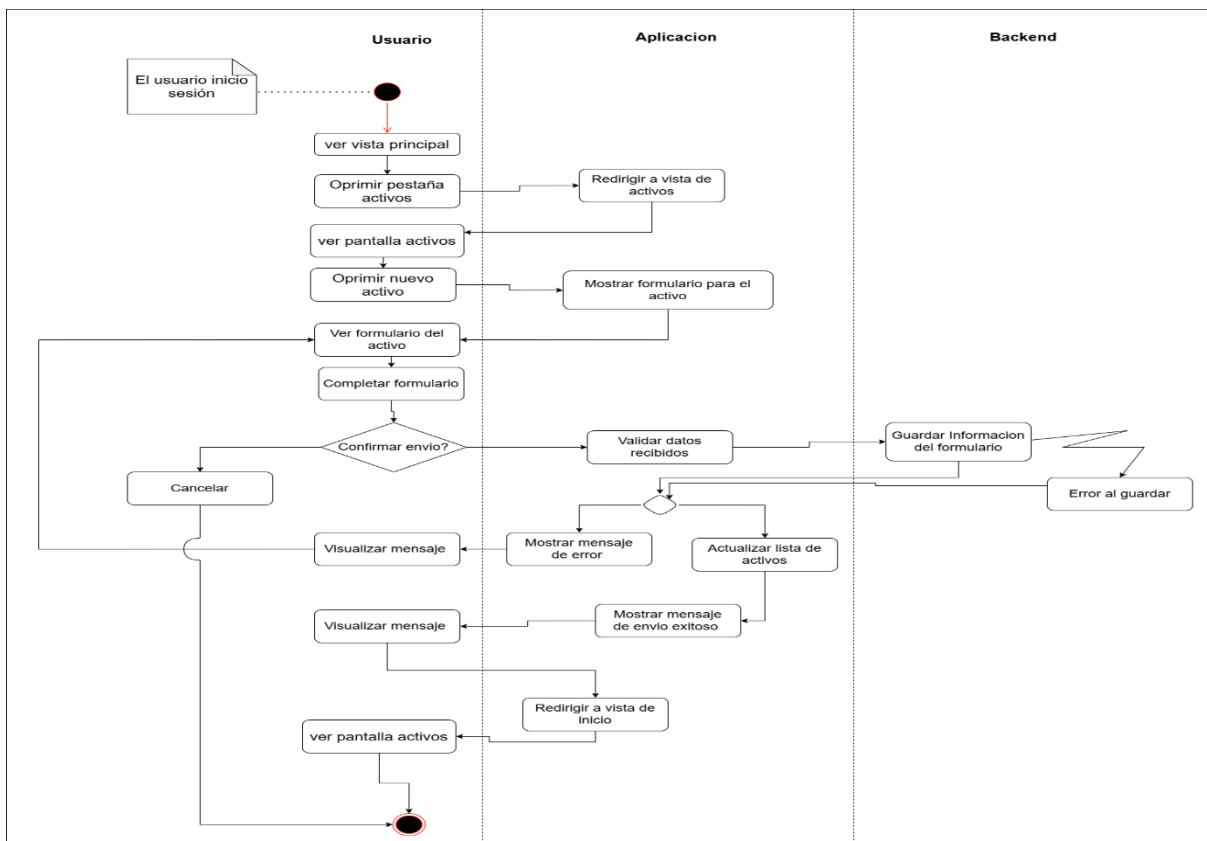 Usuario
Aplicacion
Backend
El usuario inicio
sesión
ver vista principal
Oprimir pestaña
activos
Redirigir a vista de
activos
ver pantalla activos
Oprimir nuevo
activo
Mostrar formulario para el
activo
Ver formulario del
activo
Completar formulario
Confirmar envio?
Validar datos
recibidos
Guardar Informacion
del formulario
Cancelar
Error al guardar
Visualizar mensaje
Mostrar mensaje
de error
Actualizar lista de
activos
Visualizar mensaje
Mostrar mensaje
de envio exitoso
Redirigir a vista de
inicio
ver pantalla activos